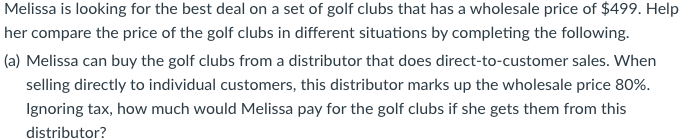 Melissa is looking for the best deal on a set of golf clubs that has a wholesale price of $499. Help
her compare the price of the golf clubs in different situations by completing the following.
(a) Melissa can buy the golf clubs from a distributor that does direct-to-customer sales. When
selling directly to individual customers, this distributor marks up the wholesale price 80%.
Ignoring tax, how much would Melissa pay for the golf clubs if she gets them from this
distributor?